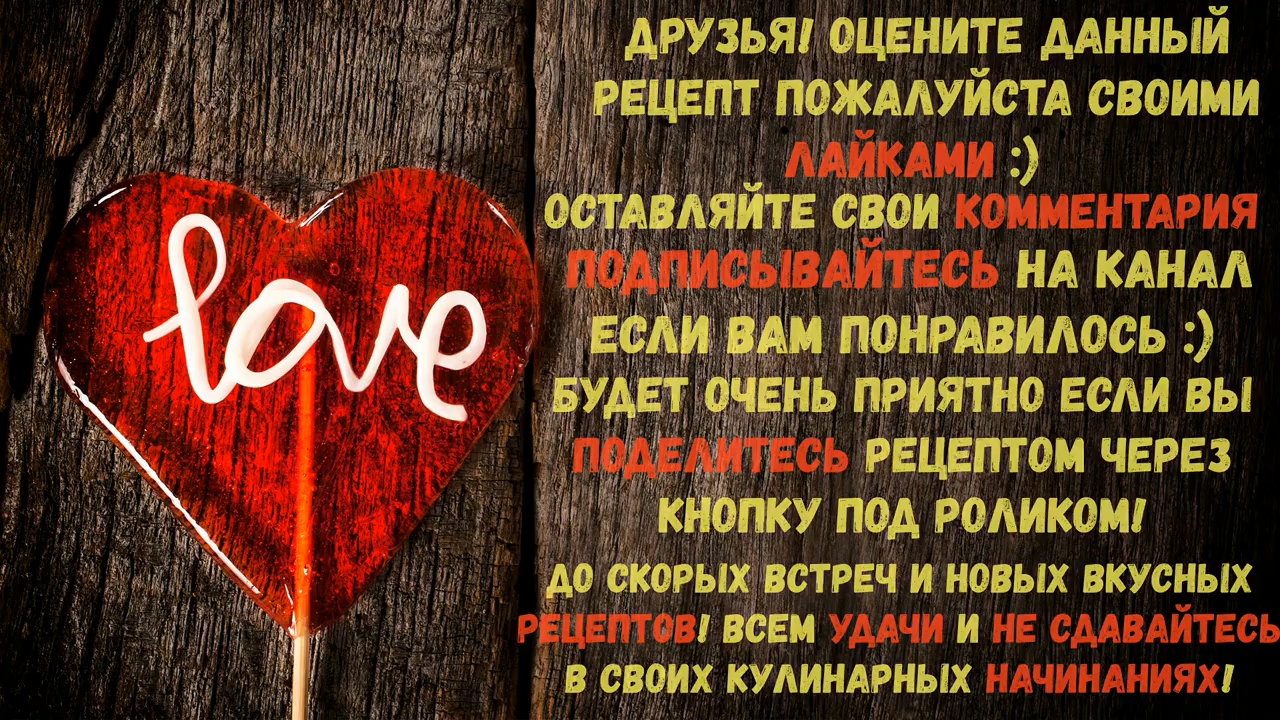 love
ДРУЗЬЯ! ОЦЕНИТЕ ДАННЫЙ
РЕЦЕПТ ПОЖАЛУЙСТА СВОИМИ
ЛАЙКАМИ :)
ОСТАВЛЯЙТЕ СВОИ КОММЕНТАРИЯ
ПОДПИСЫВАЙТЕСЬ НА КАНАЛ
ЕСЛИ ВАМ ПОНРАВИЛОСЬ :)
БУДЕТ ОЧЕНЬ ПРИЯТНО ЕСЛИ ВЫ
ПОДЕЛИТЕСЬ РЕЦЕПТОМ ЧЕРЕЗ
КНОПКУ ПОД РОЛИКОМ!
ДО СКОРЫХ ВСТРЕЧ И НОВЫХ ВКУСНЫХ
РЕЦЕПТОВ! ВСЕМ УДАЧИ И НЕ СДАВАЙТЕСЬ
В СВОИХ КУЛИНАРНЫХ НАЧИНАНИЯХ!